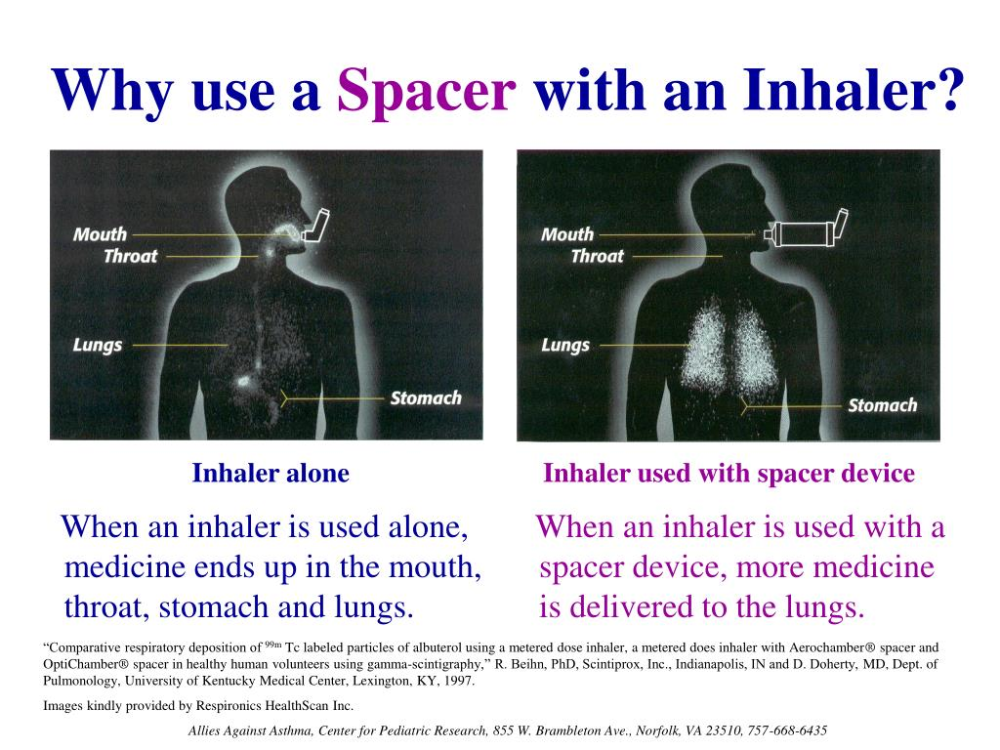 Why use a Spacer with an Inhaler?
Mouth
Throat
Lungs
Stomach
Mouth
Throat
Lungs
Stomach
Inhaler alone
When an inhaler is used alone,
medicine ends up in the mouth,
throat, stomach and lungs.
Inhaler used with spacer device
When an inhaler is used with a
spacer device, more medicine
is delivered to the lungs.
“Comparative respiratory deposition of 99m Tc labeled particles of albuterol using a metered dose inhaler, a metered does inhaler with Aerochamber® spacer and
OptiChamber® spacer in healthy human volunteers using gamma-scintigraphy,” R. Beihn, PhD, Scintiprox, Inc., Indianapolis, IN and D. Doherty, MD, Dept. of
Pulmonology, University of Kentucky Medical Center, Lexington, KY, 1997.
Images kindly provided by Respironics HealthScan Inc.
Allies Against Asthma, Center for Pediatric Research, 855 W. Brambleton Ave., Norfolk, VA 23510, 757-668-6435